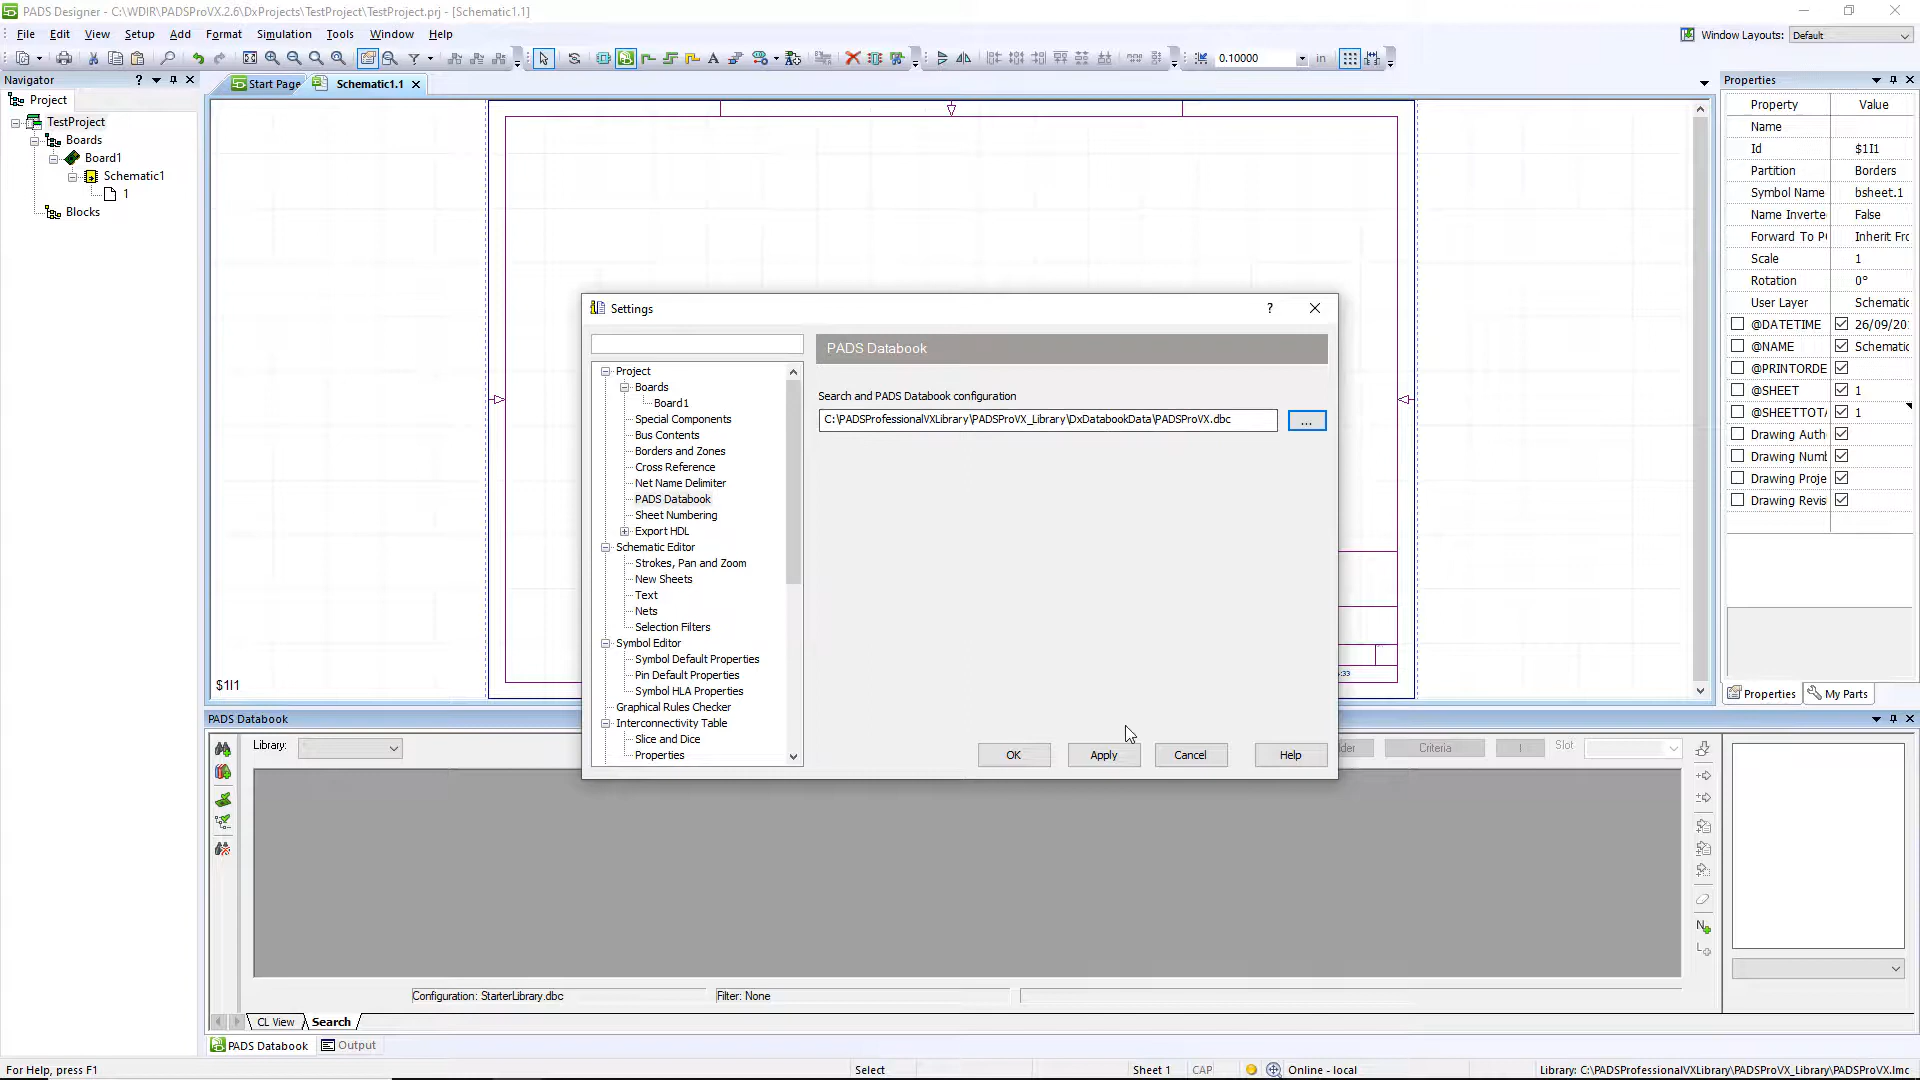 PADS Designer - C:\WDIR\PADSProVX.2.6\DxProjects\TestProject\TestProject.prj - [Schematic1.1]
File Edit View Setup Add Format Simulation Tools Window Help
Window Layouts: Default
0.10000 in
Navigator
Project
TestProject
Boards
Board1
Schematic1
1
Blocks
Start Page
Schematic1.1
$1I1
Settings
Project
Boards
Board1
Special Components
Bus Contents
Borders and Zones
Cross Reference
Net Name Delimiter
PADS Databook
Sheet Numbering
Export HDL
Schematic Editor
Strokes, Pan and Zoom
New Sheets
Text
Nets
Selection Filters
Symbol Editor
Symbol Default Properties
Pin Default Properties
Symbol HLA Properties
Graphical Rules Checker
Interconnectivity Table
Slice and Dice
Properties
PADS Databook
Search and PADS Databook configuration
C:\PADSProfessionalVXLibrary\PADSProVX_Library\DxDatabookData\PADSProVX.dbc
...
OK Apply Cancel Help
Properties
Property Value
Name
Id $1I1
Partition Borders
Symbol Name bsheet.1
Name Inverte False
Forward To P Inherit Fr
Scale 1
Rotation 0°
User Layer Schematic
@DATETIME 26/09/20
@NAME Schematic
@PRINTORDE
@SHEET 1
@SHEETTOT 1
Drawing Auth
Drawing Numb
Drawing Proje
Drawing Revis
Properties My Parts
PADS Databook
Library:
Criteria
Slot
Configuration: StarterLibrary.dbc
Filter: None
CL View Search
PADS Databook Output
For Help, press F1
Select
Sheet 1
CAP
Online - local
Library: C:\PADSProfessionalVXLibrary\PADSProVX_Library\PADSProVX.lmc